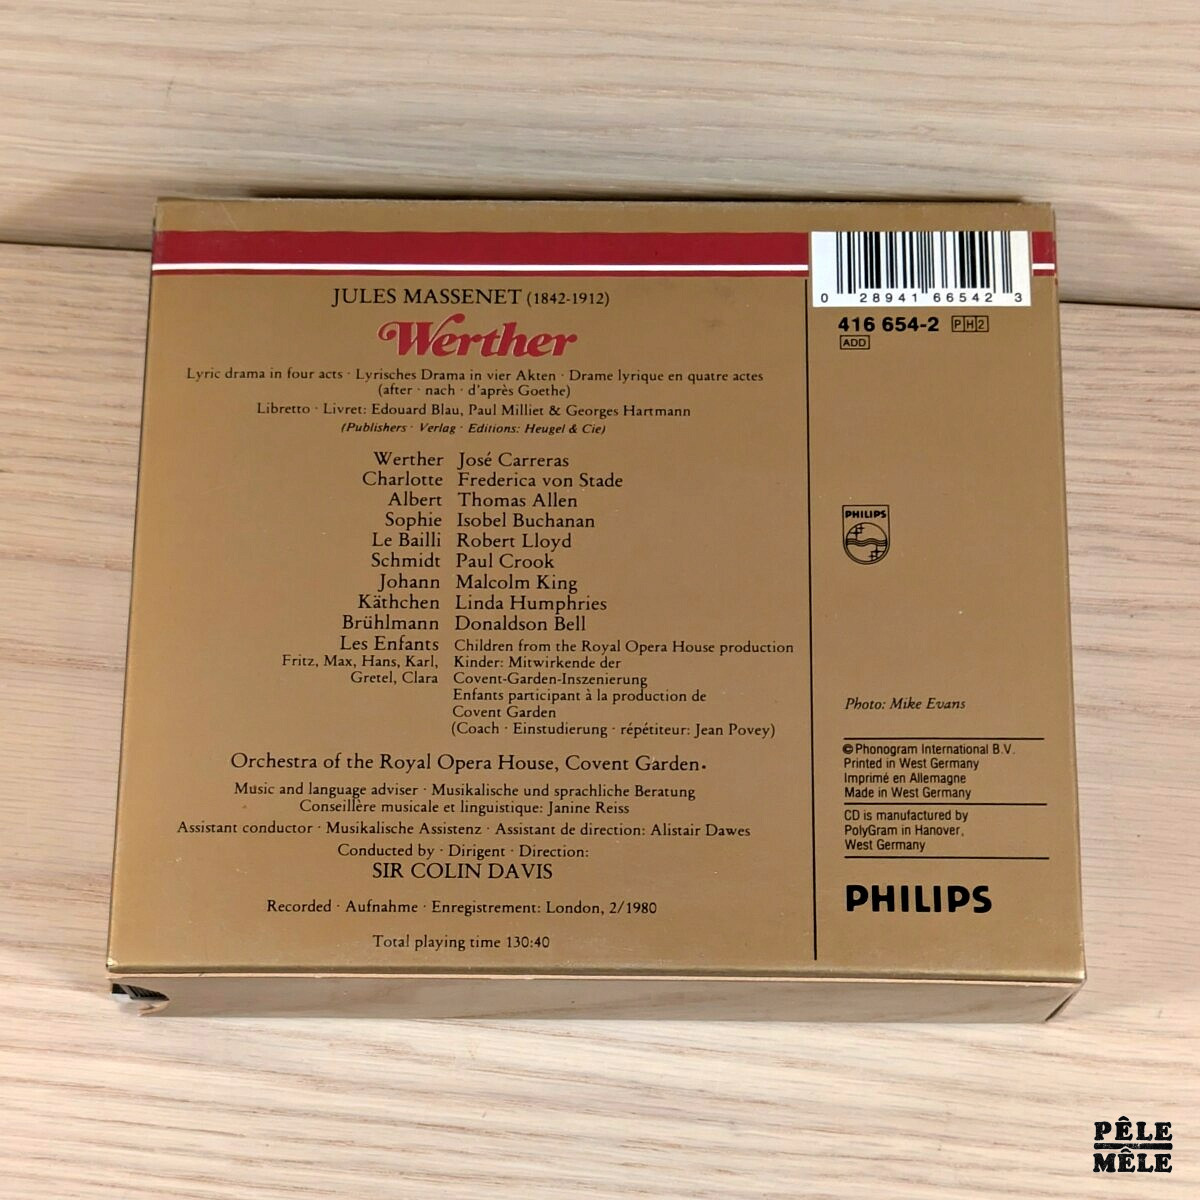 JULES MASSENET (1842-1912)
Werther
Lyric drama in four acts · Lyrisches Drama in vier Akten · Drame lyrique en quatre actes
(after · nach · d'après Goethe)
Libretto · Livret: Edouard Blau, Paul Milliet & Georges Hartmann
(Publishers · Verlag · Editions: Heugel & Cie)
Werther José Carreras
Charlotte Frederica von Stade
Albert Thomas Allen
Sophie Isobel Buchanan
Le Bailli Robert Lloyd
Schmidt Paul Crook
Johann Malcolm King
Käthchen Linda Humphries
Brühlmann Donaldson Bell
Les Enfants Children from the Royal Opera House production
Fritz, Max, Hans, Karl, Kinder: Mitwirkende der
Gretel, Clara Covent-Garden-Inszenierung
Enfants participant à la production de
Covent Garden
(Coach · Einstudierung · répétiteur: Jean Povey)
Orchestra of the Royal Opera House, Covent Garden.
Music and language adviser · Musikalische und sprachliche Beratung
Conseillère musicale et linguistique: Janine Reiss
Assistant conductor · Musikalische Assistenz · Assistant de direction: Alistair Dawes
Conducted by · Dirigent · Direction:
SIR COLIN DAVIS
Recorded · Aufnahme · Enregistrement: London, 2/1980
Total playing time 130:40
0 28941 66542 3
416 654-2 PH2
ADD
PHILIPS
Photo: Mike Evans
© Phonogram International B.V.
Printed in West Germany
Imprimé en Allemagne
Made in West Germany
CD is manufactured by
PolyGram in Hanover,
West Germany
PHILIPS
PÊLE
MÊLE